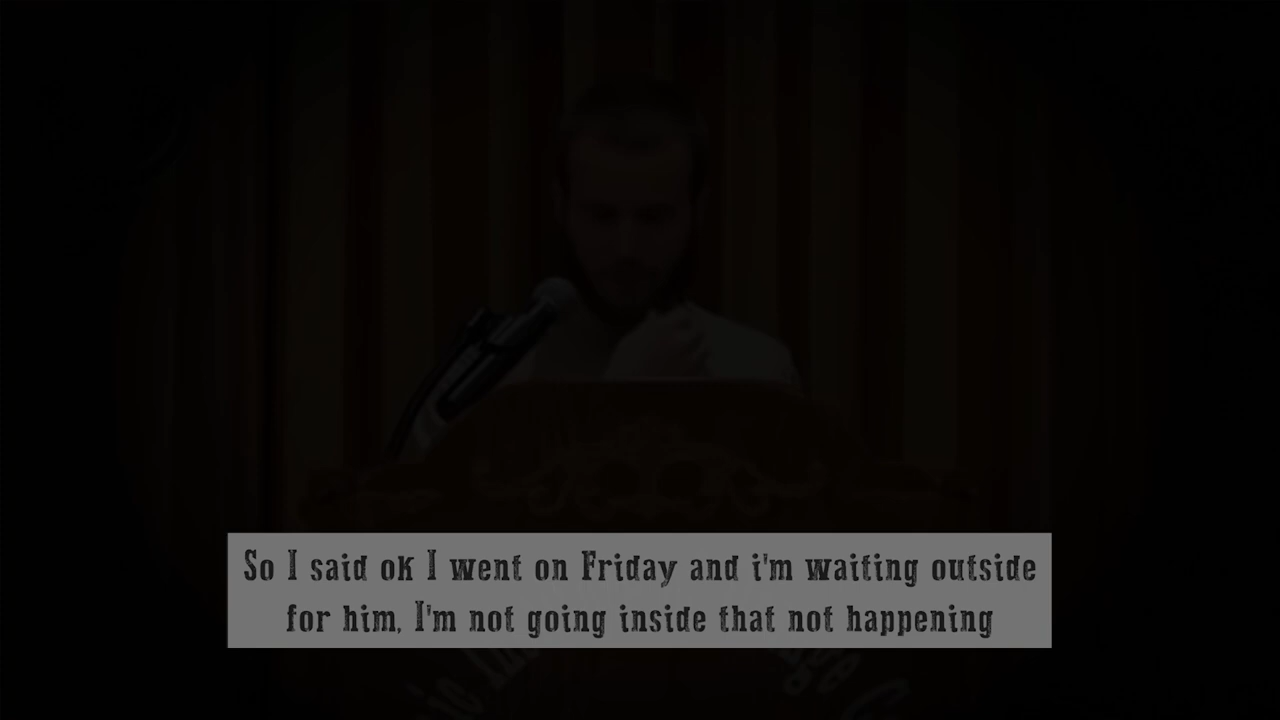 So I said ok I went on Friday and i'm waiting outside
for him, I'm not going inside that not happening